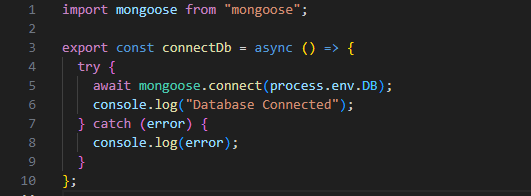 1 import mongoose from "mongoose";
2
3 export const connectDb = async () => {
4 try {
5 await mongoose.connect(process.env.DB);
6 console.log("Database Connected");
7 } catch (error) {
8 console.log(error);
9 }
10 };